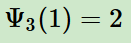 Ψ₃(1) = 2